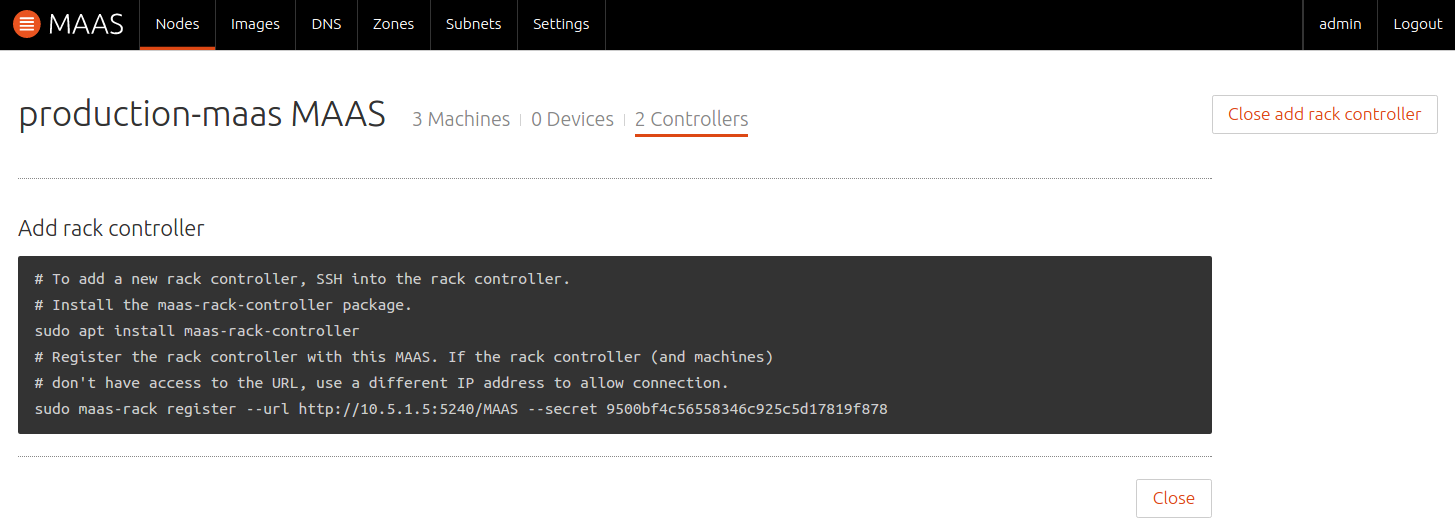 MAAS Nodes Images DNS Zones Subnets Settings admin Logout
production-maas MAAS 3 Machines 0 Devices 2 Controllers Close add rack controller
Add rack controller
# To add a new rack controller, SSH into the rack controller.
# Install the maas-rack-controller package.
sudo apt install maas-rack-controller
# Register the rack controller with this MAAS. If the rack controller (and machines)
# don't have access to the URL, use a different IP address to allow connection.
sudo maas-rack register --url http://10.5.1.5:5240/MAAS --secret 9500bf4c56558346c925c5d17819f878
Close